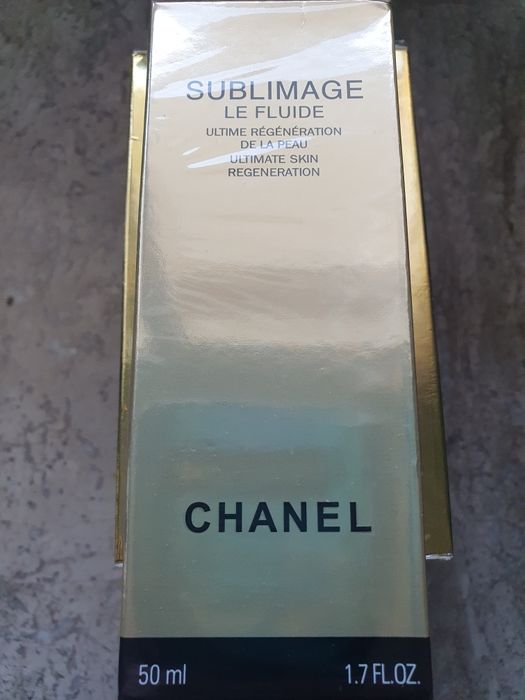 SUBLIMAGE
LE FLUIDE
ULTIME RÉGÉNÉRATION
DE LA PEAU
ULTIMATE SKIN
REGENERATION
CHANEL
50 ml 1.7 FL.OZ.